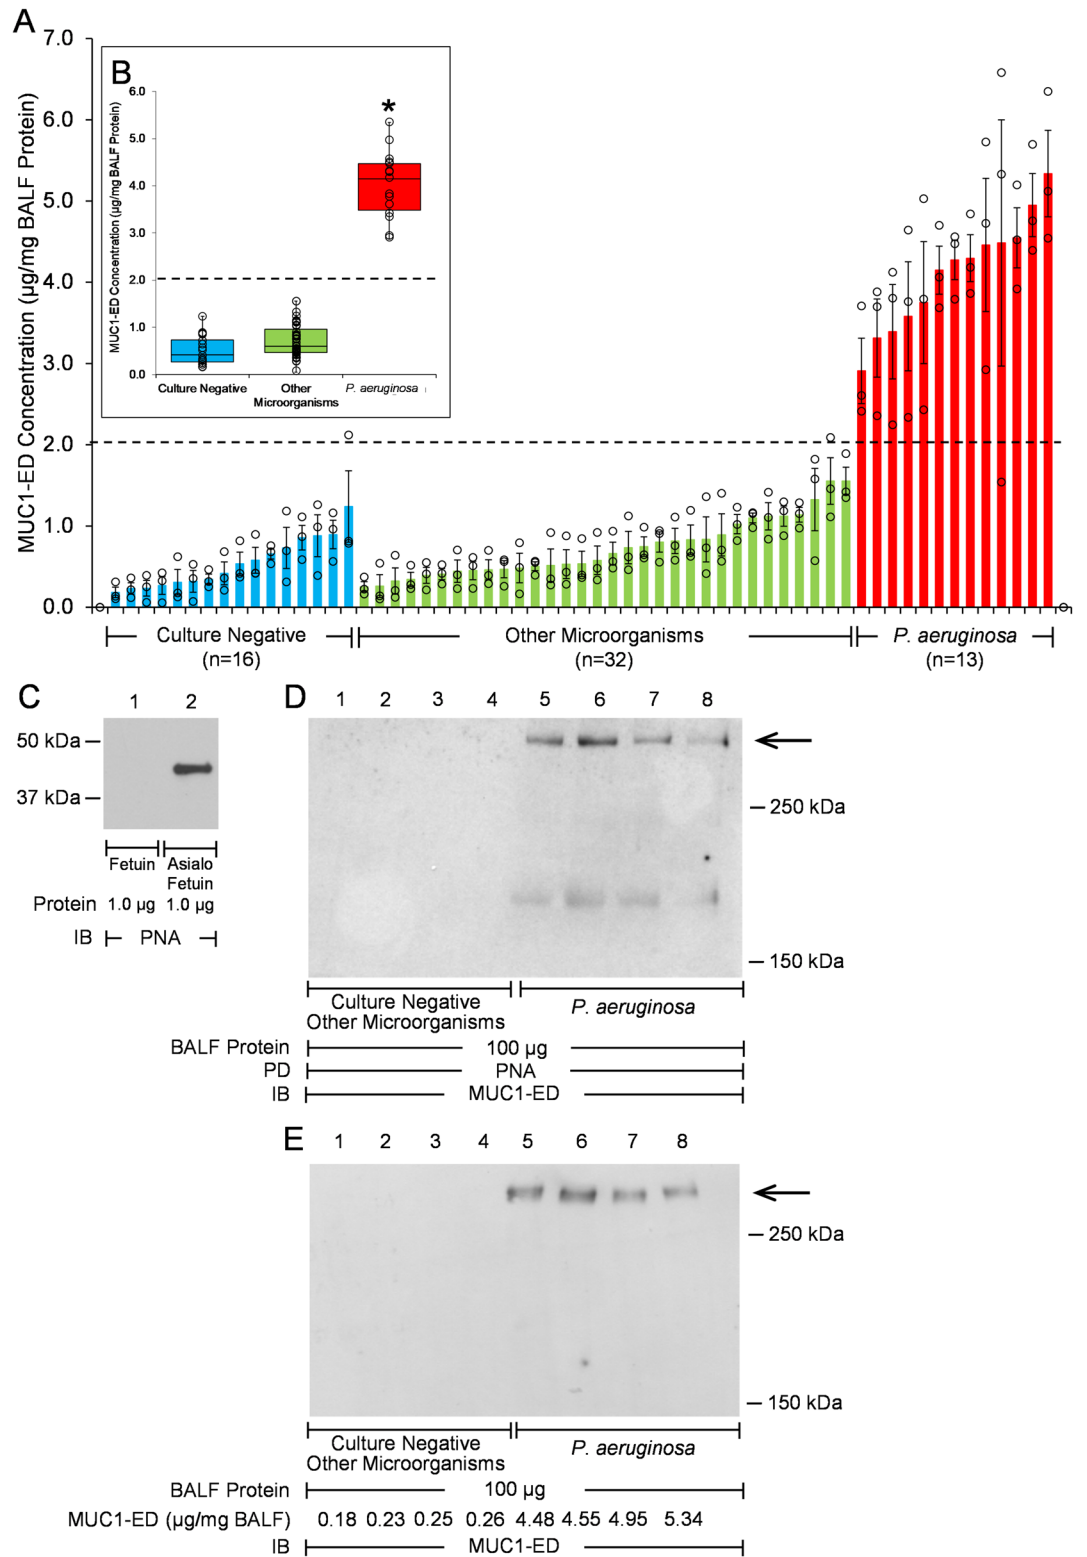 A
7.0
6.0
5.0
4.0
3.0
2.0
1.0
0.0
MUC1-ED Concentration (µg/mg BALF Protein)
B
6.0
5.0
4.0
3.0
2.0
1.0
0.0
MUC1-ED Concentration (µg/mg BALF Protein)
*
Culture Negative
Other
Microorganisms
P. aeruginosa
Culture Negative
(n=16)
Other Microorganisms
(n=32)
P. aeruginosa
(n=13)
C
1 2
50 kDa
37 kDa
Fetuin
Asialo
Fetuin
Protein 1.0 µg 1.0 µg
IB PNA
D
1 2 3 4 5 6 7 8
250 kDa
150 kDa
Culture Negative
Other Microorganisms
P. aeruginosa
BALF Protein 100 µg
PD PNA
IB MUC1-ED
E
1 2 3 4 5 6 7 8
250 kDa
150 kDa
Culture Negative
Other Microorganisms
P. aeruginosa
BALF Protein 100 µg
MUC1-ED (µg/mg BALF) 0.18 0.23 0.25 0.26 4.48 4.55 4.95 5.34
IB MUC1-ED